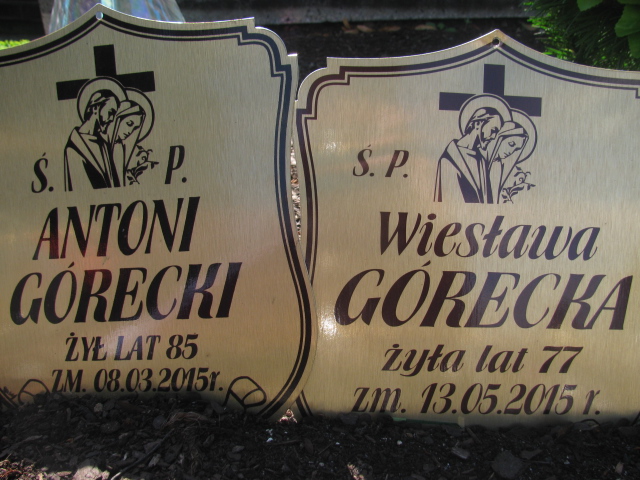 Ś. P.
ANTONI
GÓRECKI
ŻYŁ LAT 85
ZM. 08.03.2015r.
Ś. P.
Wiesława
GÓRECKA
żyła lat 77
zm. 13.05.2015 r.